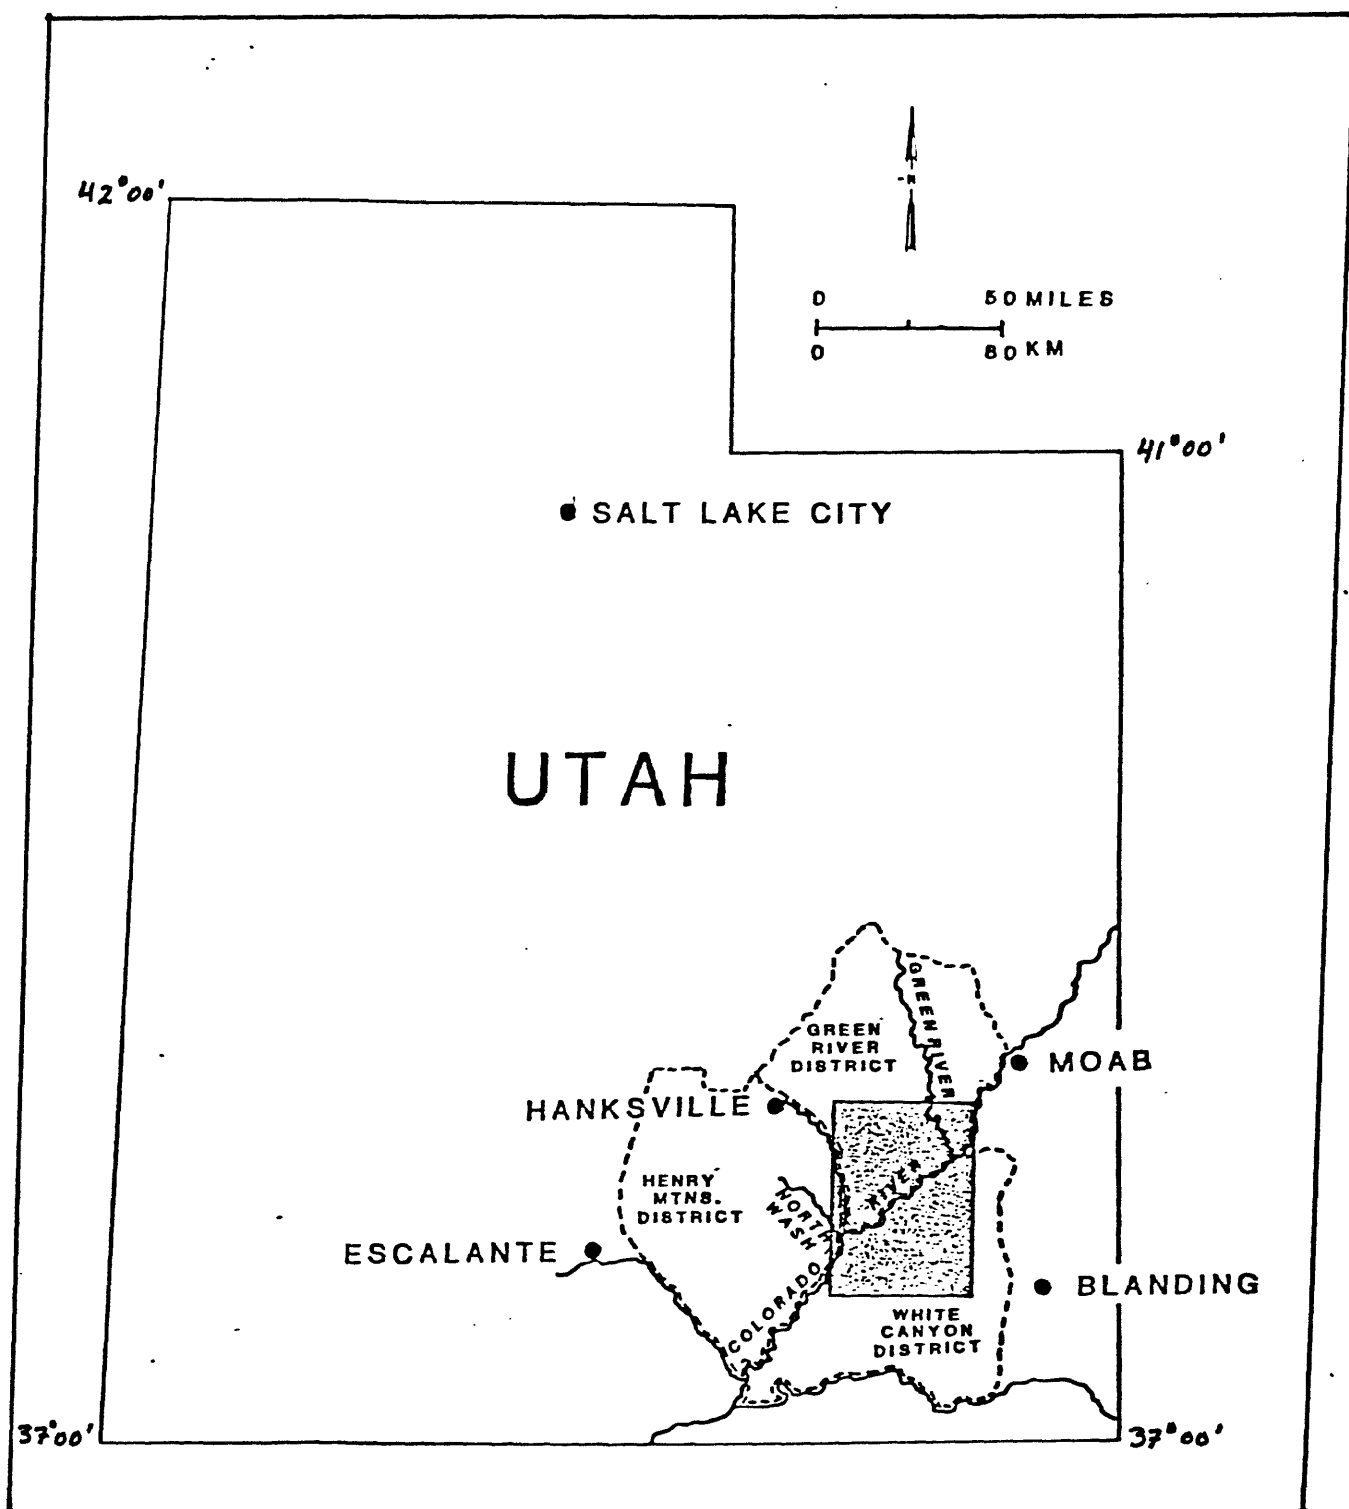 42°00'
N
0 50 MILES
0 80 KM
41°00'
SALT LAKE CITY
UTAH
GREEN RIVER
GREEN
RIVER
DISTRICT
MOAB
HANKSVILLE
HENRY
MTNS.
DISTRICT
NORTH
WASH
COLORADO RIVER
ESCALANTE
BLANDING
WHITE
CANYON
DISTRICT
37°00'
37°00'